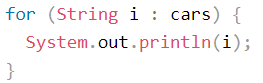 for (String i : cars) {
  System.out.println(i);
}